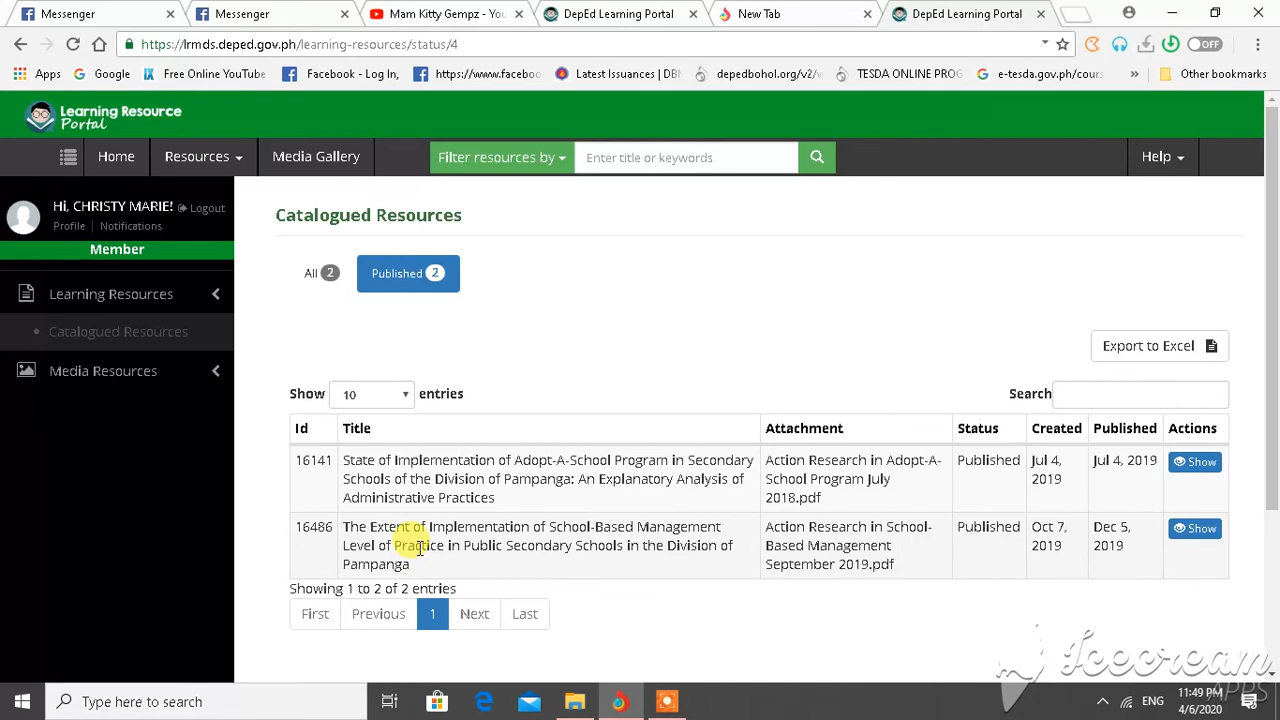 Messenger
Messenger
Mam Kitty Gempz - You
DepEd Learning Portal
New Tab
DepEd Learning Portal
https://lrmds.deped.gov.ph/learning-resources/status/4
OFF
Apps
Google
Free Online YouTube
Facebook - Log In,
https://www.facebo
Latest Issuances | DBM
depedbohol.org/v2/
TESDA ONLINE PROG
e-tesda.gov.ph/cours
»
Other bookmarks
Learning Resource
Portal
Home
Resources
Media Gallery
Filter resources by
Enter title or keywords
Help
Hi, CHRISTY MARIE!
Logout
Profile | Notifications
Member
Learning Resources
Catalogued Resources
Media Resources
Catalogued Resources
All 2
Published 2
Export to Excel
Show 10 entries
Search
Id Title Attachment Status Created Published Actions
16141 State of Implementation of Adopt-A-School Program in Secondary Action Research in Adopt-A- Published Jul 4, Jul 4, 2019 Show
Schools of the Division of Pampanga: An Explanatory Analysis of School Program July 2019
Administrative Practices 2018.pdf
16486 The Extent of Implementation of School-Based Management Action Research in School- Published Oct 7, Dec 5, Show
Level of Practice in Public Secondary Schools in the Division of Based Management 2019 2019
Pampanga September 2019.pdf
Showing 1 to 2 of 2 entries
First Previous 1 Next Last
Icecream
APPS
Type here to search
ENG
11:49 PM
4/6/2020